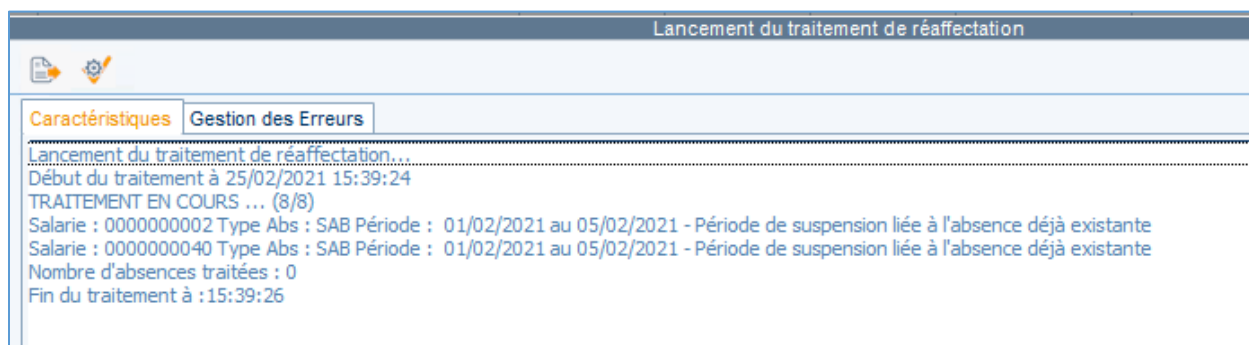 Lancement du traitement de réaffectation
Caractéristiques Gestion des Erreurs
Lancement du traitement de réaffectation...
Début du traitement à 25/02/2021 15:39:24
TRAITEMENT EN COURS ... (8/8)
Salarie : 0000000002 Type Abs : SAB Période : 01/02/2021 au 05/02/2021 - Période de suspension liée à l'absence déjà existante
Salarie : 0000000040 Type Abs : SAB Période : 01/02/2021 au 05/02/2021 - Période de suspension liée à l'absence déjà existante
Nombre d'absences traitées : 0
Fin du traitement à :15:39:26